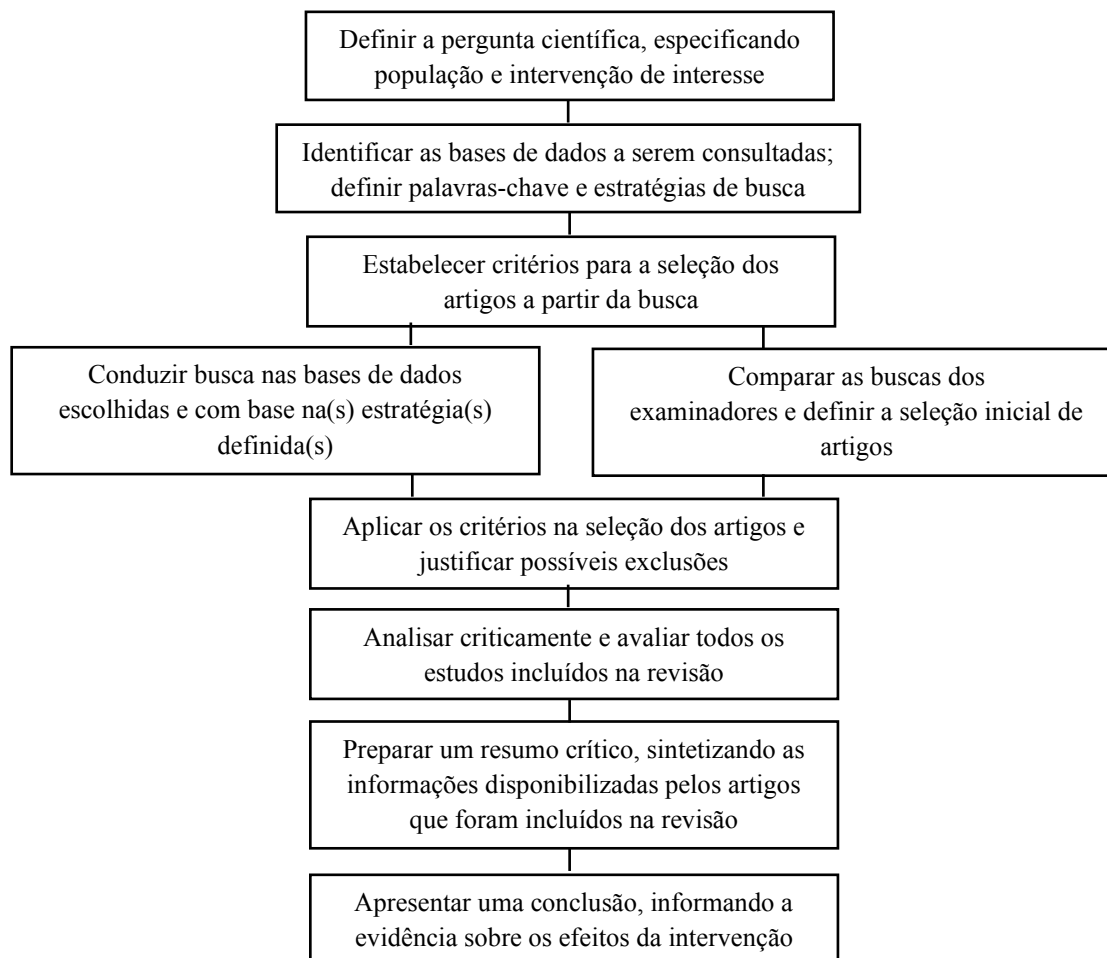 Definir a pergunta científica, especificando
população e intervenção de interesse
Identificar as bases de dados a serem consultadas;
definir palavras-chave e estratégias de busca
Estabelecer critérios para a seleção dos
artigos a partir da busca
Conduzir busca nas bases de dados
escolhidas e com base na(s) estratégia(s)
definida(s)
Comparar as buscas dos
examinadores e definir a seleção inicial de
artigos
Aplicar os critérios na seleção dos artigos e
justificar possíveis exclusões
Analisar criticamente e avaliar todos os
estudos incluídos na revisão
Preparar um resumo crítico, sintetizando as
informações disponibilizadas pelos artigos
que foram incluídos na revisão
Apresentar uma conclusão, informando a
evidência sobre os efeitos da intervenção